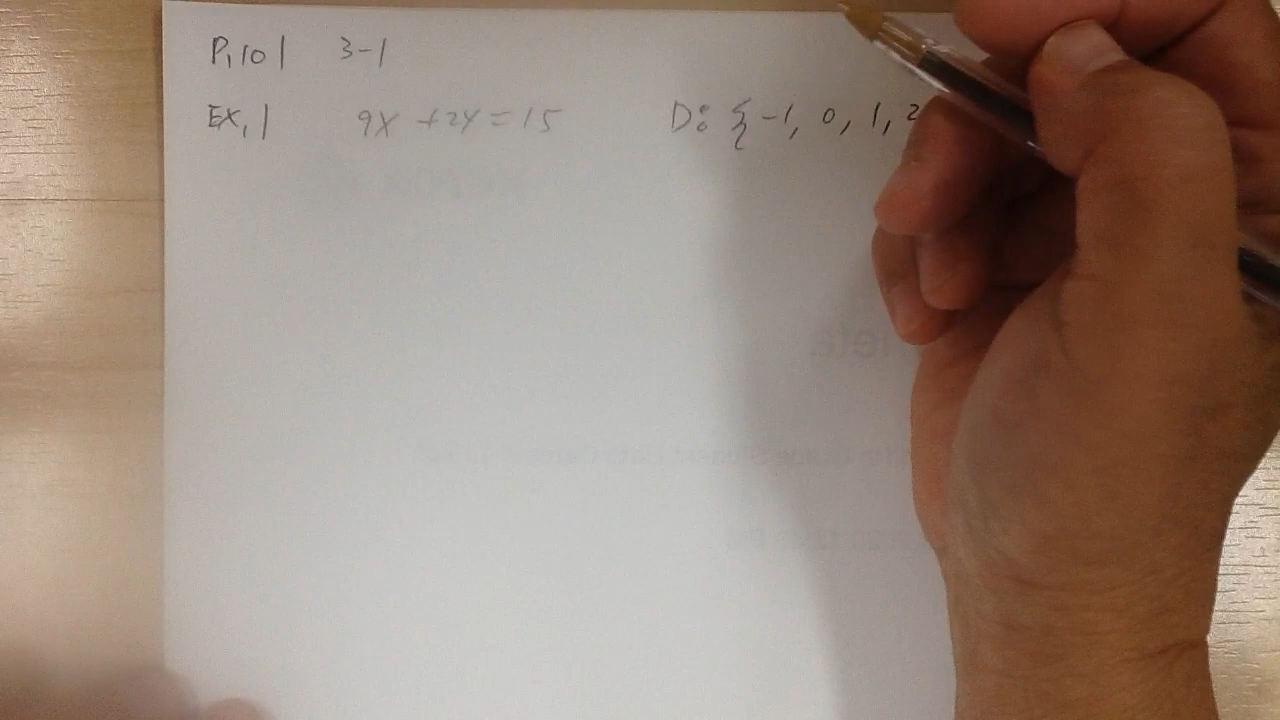 P.101 3-1
Ex.1 9x + 2y = 15 D: {-1, 0, 1, 2